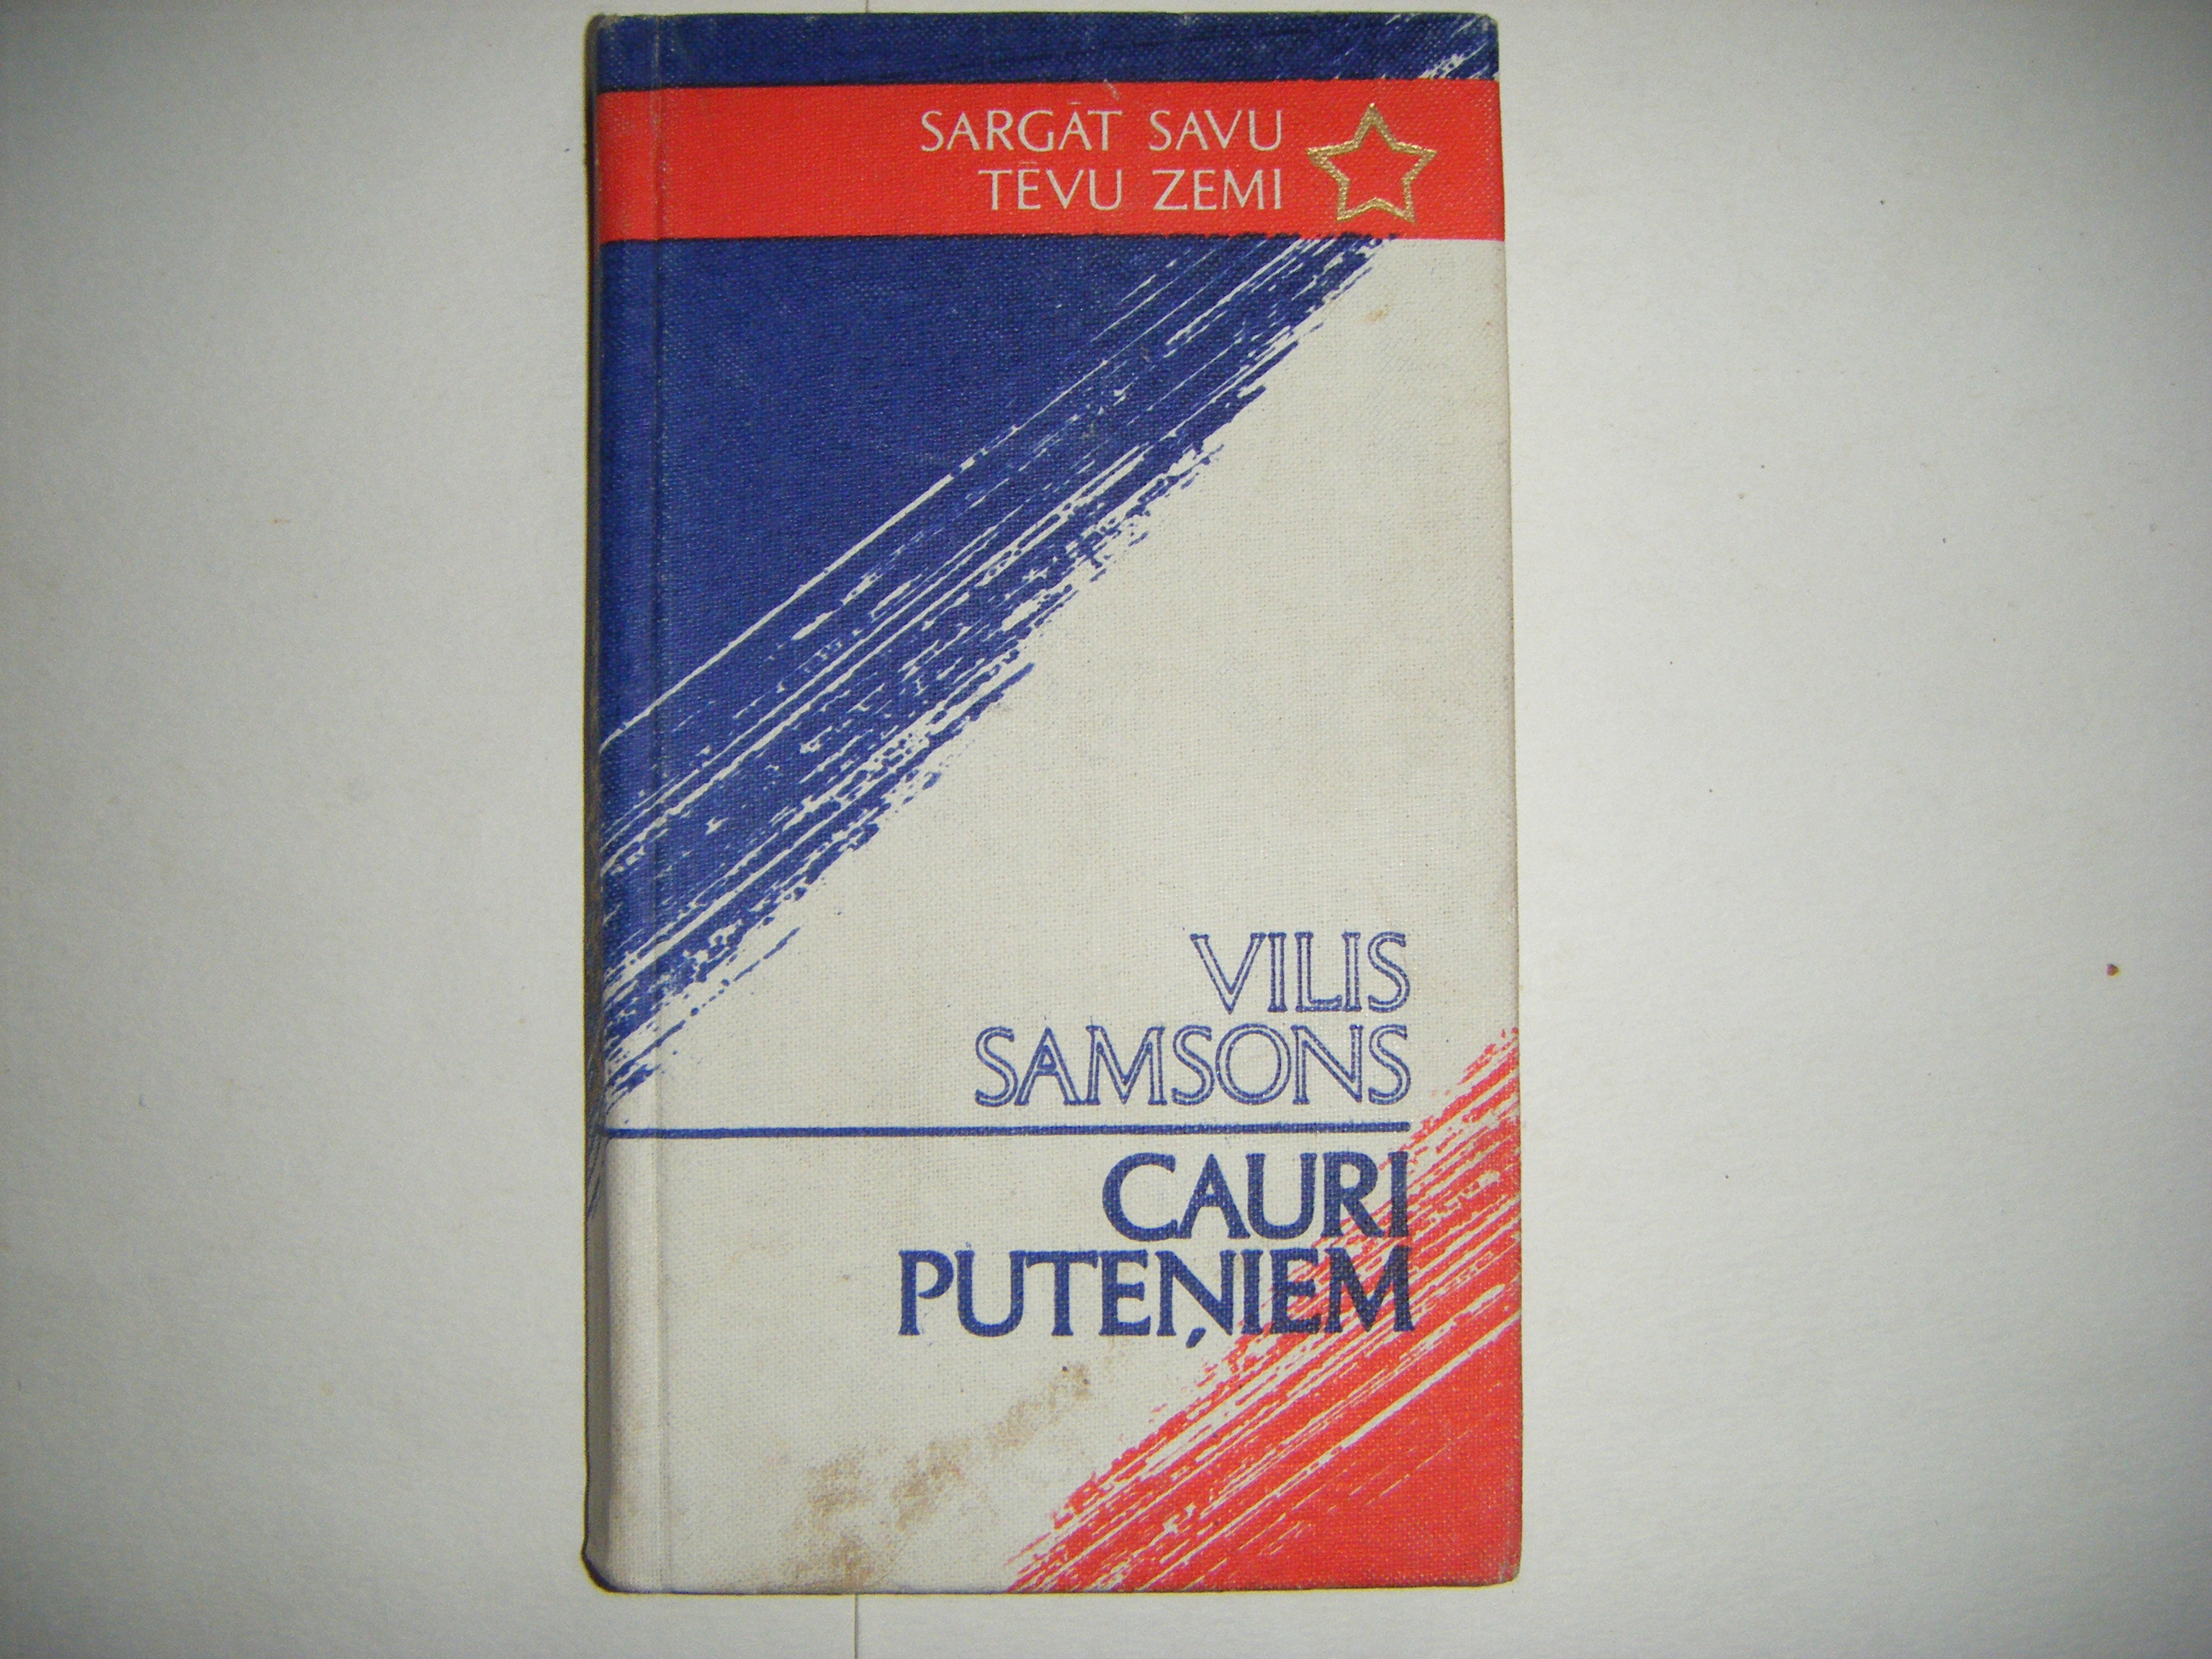 SARGĀT SAVU
TĒVU ZEMI
VILIS
SAMSONS
CAURI
PUTEŅIEM